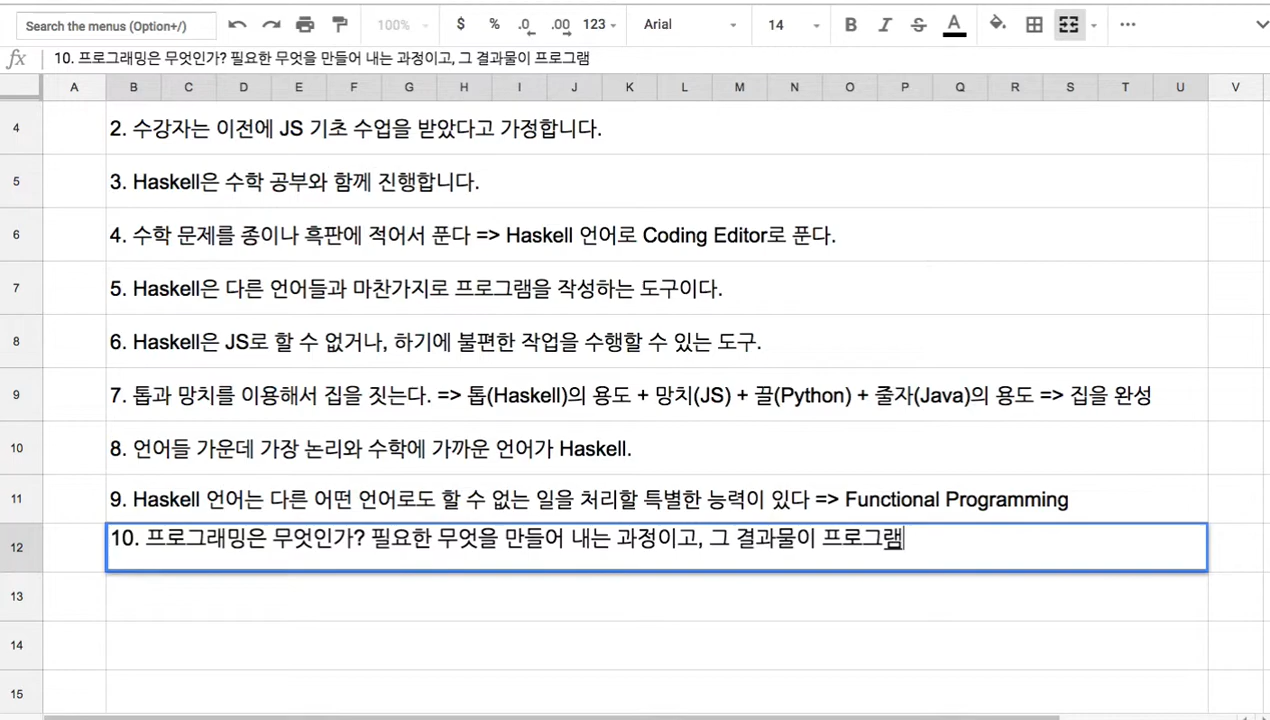 Search the menus (Option+/)
100%
$ % .0 .00 123
Arial
14
B I S A
fx 10. 프로그래밍은 무엇인가? 필요한 무엇을 만들어 내는 과정이고, 그 결과물이 프로그램
A B C D E F G H I J K L M N O P Q R S T U V
4 2. 수강자는 이전에 JS 기초 수업을 받았다고 가정합니다.
5 3. Haskell은 수학 공부와 함께 진행합니다.
6 4. 수학 문제를 종이나 흑판에 적어서 푼다 => Haskell 언어로 Coding Editor로 푼다.
7 5. Haskell은 다른 언어들과 마찬가지로 프로그램을 작성하는 도구이다.
8 6. Haskell은 JS로 할 수 없거나, 하기에 불편한 작업을 수행할 수 있는 도구.
9 7. 톱과 망치를 이용해서 집을 짓는다. => 톱(Haskell)의 용도 + 망치(JS) + 끌(Python) + 줄자(Java)의 용도 => 집을 완성
10 8. 언어들 가운데 가장 논리와 수학에 가까운 언어가 Haskell.
11 9. Haskell 언어는 다른 어떤 언어로도 할 수 없는 일을 처리할 특별한 능력이 있다 => Functional Programming
12 10. 프로그래밍은 무엇인가? 필요한 무엇을 만들어 내는 과정이고, 그 결과물이 프로그램
13
14
15